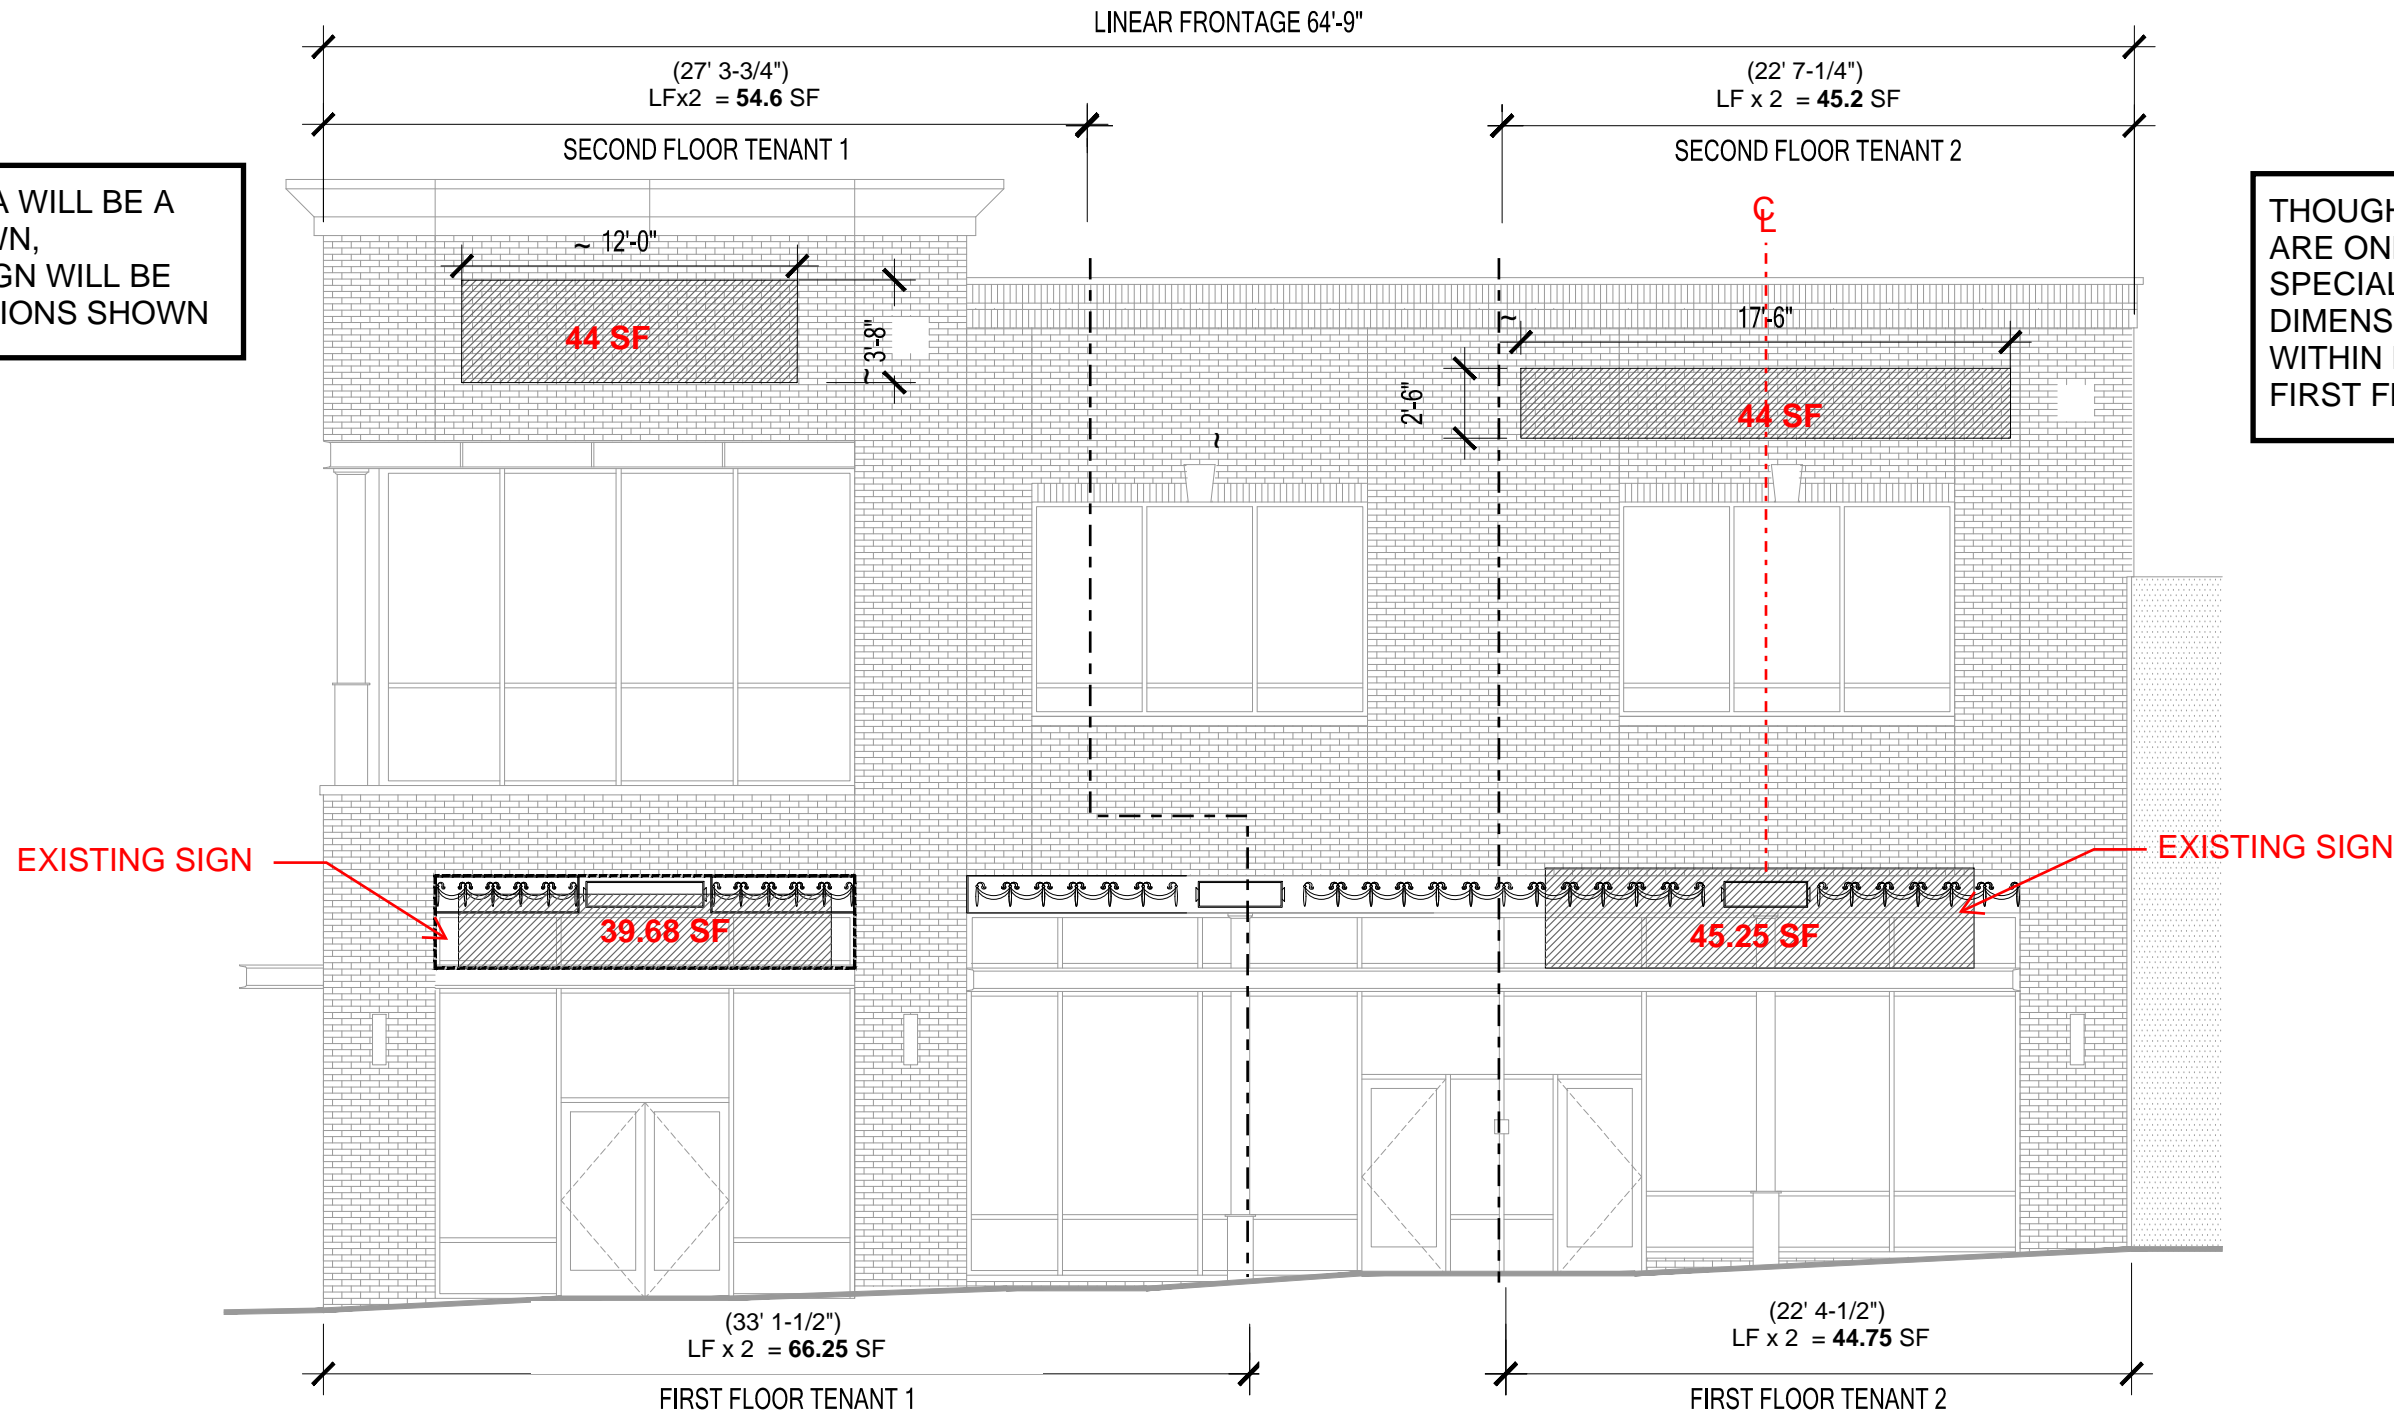 LINEAR FRONTAGE 64'-9"
(27' 3-3/4")
LFx2 = 54.6 SF
SECOND FLOOR TENANT 1
(22' 7-1/4")
LF x 2 = 45.2 SF
SECOND FLOOR TENANT 2
A WILL BE A
WN,
GN WILL BE
IONS SHOWN
THOUGH
ARE ON
SPECIAL
DIMENS
WITHIN
FIRST F
℄
~ 12'-0"
44 SF
~ 3'-8"
~ 17'-6"
2'-6"
~
44 SF
EXISTING SIGN
39.68 SF
EXISTING SIGN
45.25 SF
(33' 1-1/2")
LF x 2 = 66.25 SF
FIRST FLOOR TENANT 1
(22' 4-1/2")
LF x 2 = 44.75 SF
FIRST FLOOR TENANT 2